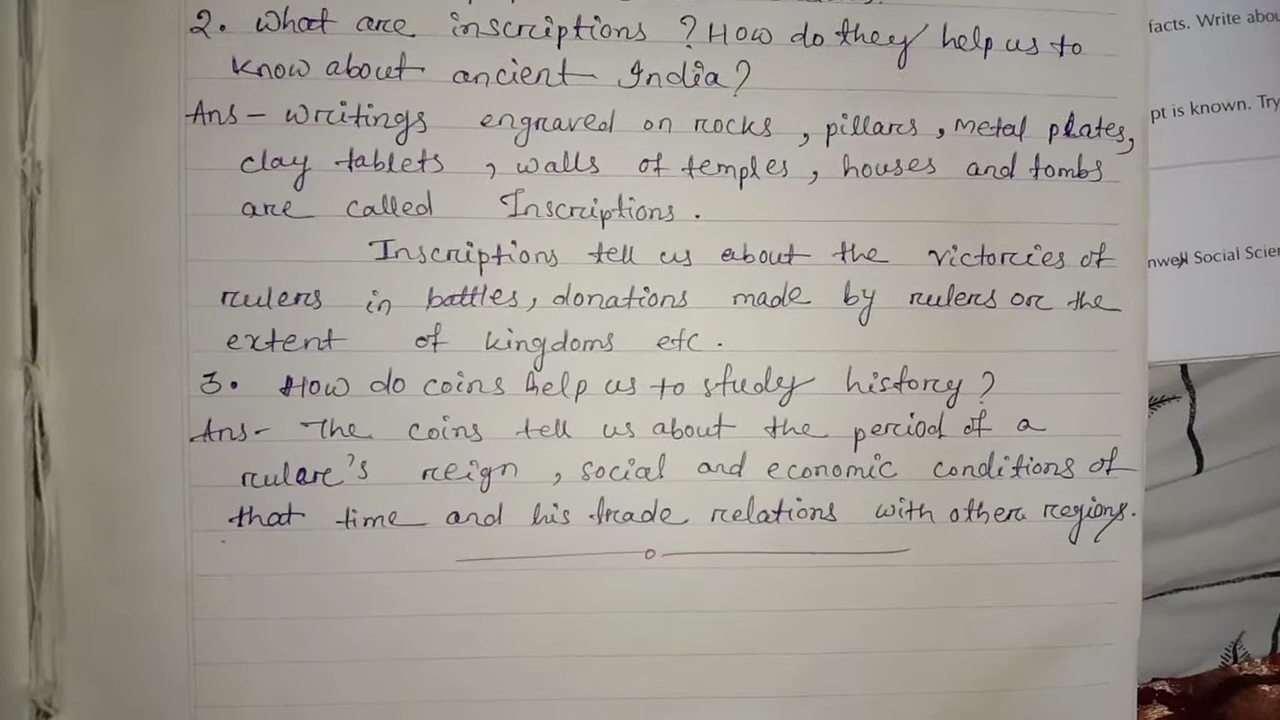 2. What are inscriptions ? How do they help us to
know about ancient India?
Ans - Writings engraved on rocks, pillars, metal plates,
clay tablets, walls of temples, houses and tombs
are called Inscriptions.
Inscriptions tell us about the victories of
rulers in battles, donations made by rulers or the
extent of kingdoms etc.
3. How do coins help us to study history?
Ans - The coins tell us about the period of a
rular's reign, social and economic conditions of
that time and his trade relations with other regions.
facts. Write abou
pt is known. Try
Social Scien